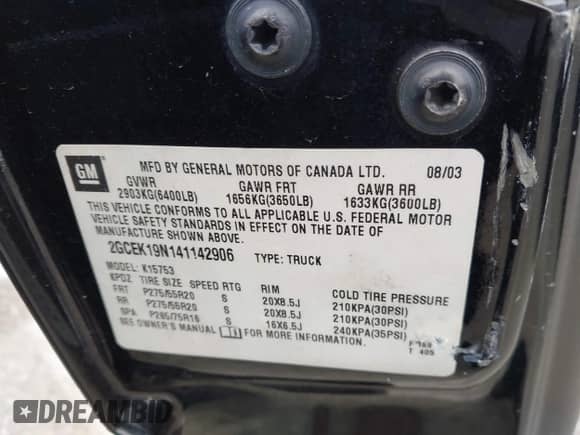 GM
MFD BY GENERAL MOTORS OF CANADA LTD. 08/03
GVWR GAWR FRT GAWR RR
2903KG(6400LB) 1656KG(3650LB) 1633KG(3600LB)
THIS VEHICLE CONFORMS TO ALL APPLICABLE U.S. FEDERAL MOTOR
VEHICLE SAFETY STANDARDS IN EFFECT ON THE DATE OF
MANUFACTURE SHOWN ABOVE.
2GCEK19N141142906 TYPE: TRUCK
MODEL: K15753
KPDZ TIRE SIZE SPEED RTG RIM COLD TIRE PRESSURE
FRT P275/55R20 S 20X8.5J 210KPA(30PSI)
RR P275/55R20 S 20X8.5J 210KPA(30PSI)
SPA P265/75R16 S 16X6.5J 240KPA(35PSI)
SEE OWNER'S MANUAL FOR MORE INFORMATION.
T 405
DREAMBID